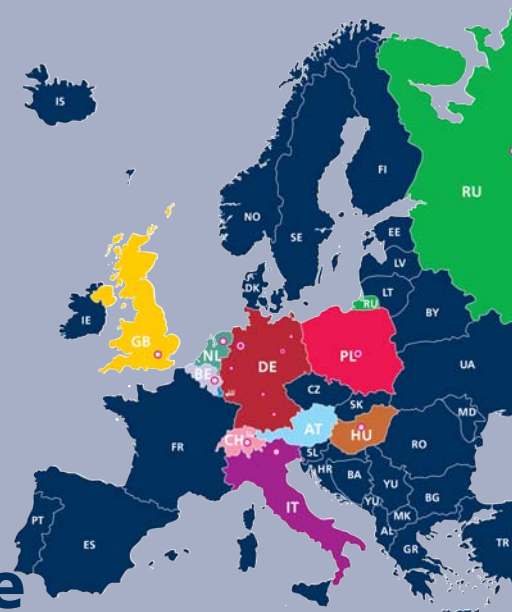 IS
FI
RU
NO
SE
EE
LV
DK
LT
RU
IE
BY
GB
NL
PL
DE
UA
BE
CZ
SK
MD
AT
HU
CH
FR
RO
SL
HR
BA
YU
BG
YU
IT
MK
PT
AL
ES
GR
TR
e